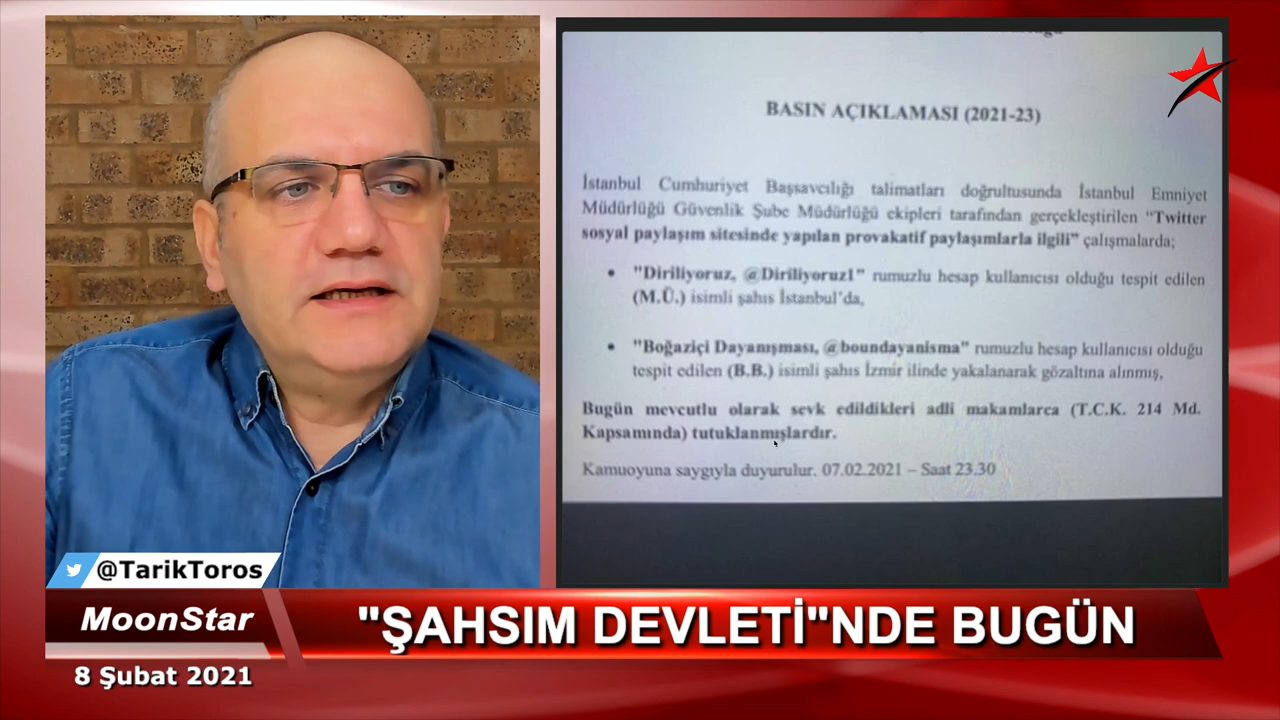 BASIN AÇIKLAMASI (2021-23)
İstanbul Cumhuriyet Başsavcılığı talimatları doğrultusunda İstanbul Emniyet
Müdürlüğü Güvenlik Şube Müdürlüğü ekipleri tarafından gerçekleştirilen "Twitter
sosyal paylaşım sitesinde yapılan provakatif paylaşımlarla ilgili" çalışmalarda;
• "Diriliyoruz, @Diriliyoruz1" rumuzlu hesap kullanıcısı olduğu tespit edilen
(M.Ü.) isimli şahıs İstanbul'da,
• "Boğaziçi Dayanışması, @boundayanisma" rumuzlu hesap kullanıcısı olduğu
tespit edilen (B.B.) isimli şahıs İzmir ilinde yakalanarak gözaltına alınmış,
Bugün mevcutlu olarak sevk edildikleri adli makamlarca (T.C.K. 214 Md.
Kapsamında) tutuklanmışlardır.
Kamuoyuna saygıyla duyurulur. 07.02.2021 – Saat 23.30
@TarikToros
MoonStar
"ŞAHSIM DEVLETİ"NDE BUGÜN
8 Şubat 2021